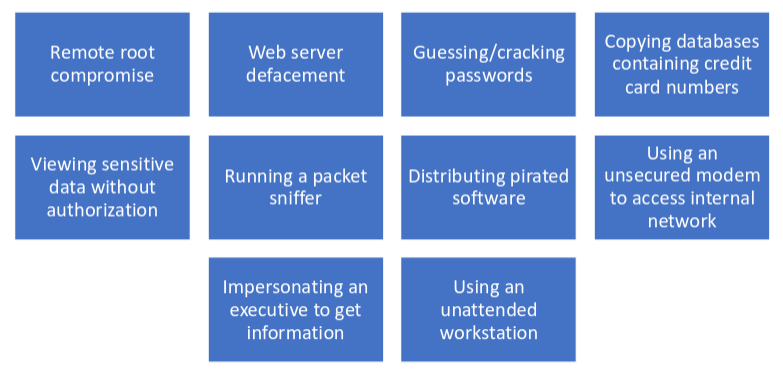 Remote root
compromise
Web server
defacement
Guessing/cracking
passwords
Copying databases
containing credit
card numbers
Viewing sensitive
data without
authorization
Running a packet
sniffer
Distributing pirated
software
Using an
unsecured modem
to access internal
network
Impersonating an
executive to get
information
Using an
unattended
workstation